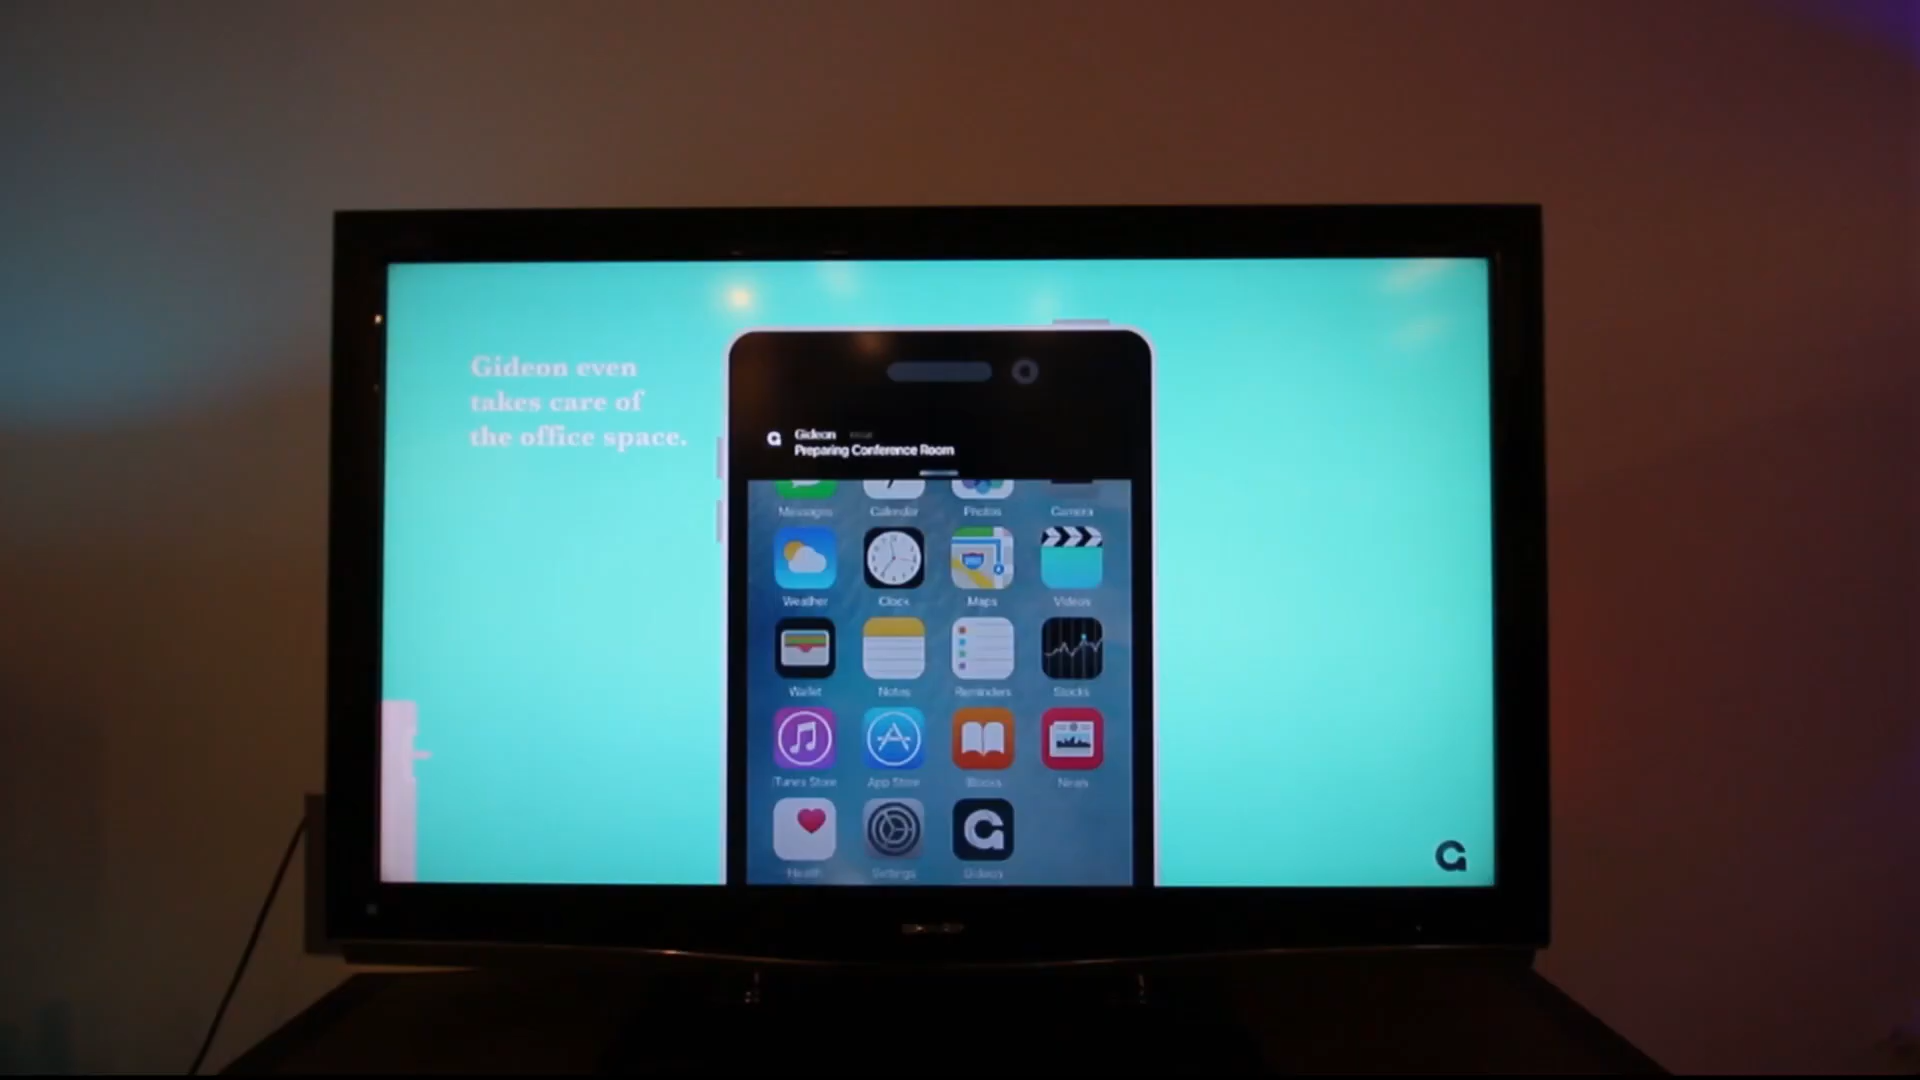 Gideon even
takes care of
the office space.
Gideon
Preparing Conference Room
Messages Calendar Photos Camera
Weather Clock Maps Videos
Wallet Notes Reminders Stocks
iTunes Store App Store iBooks News
Health Settings Gideon